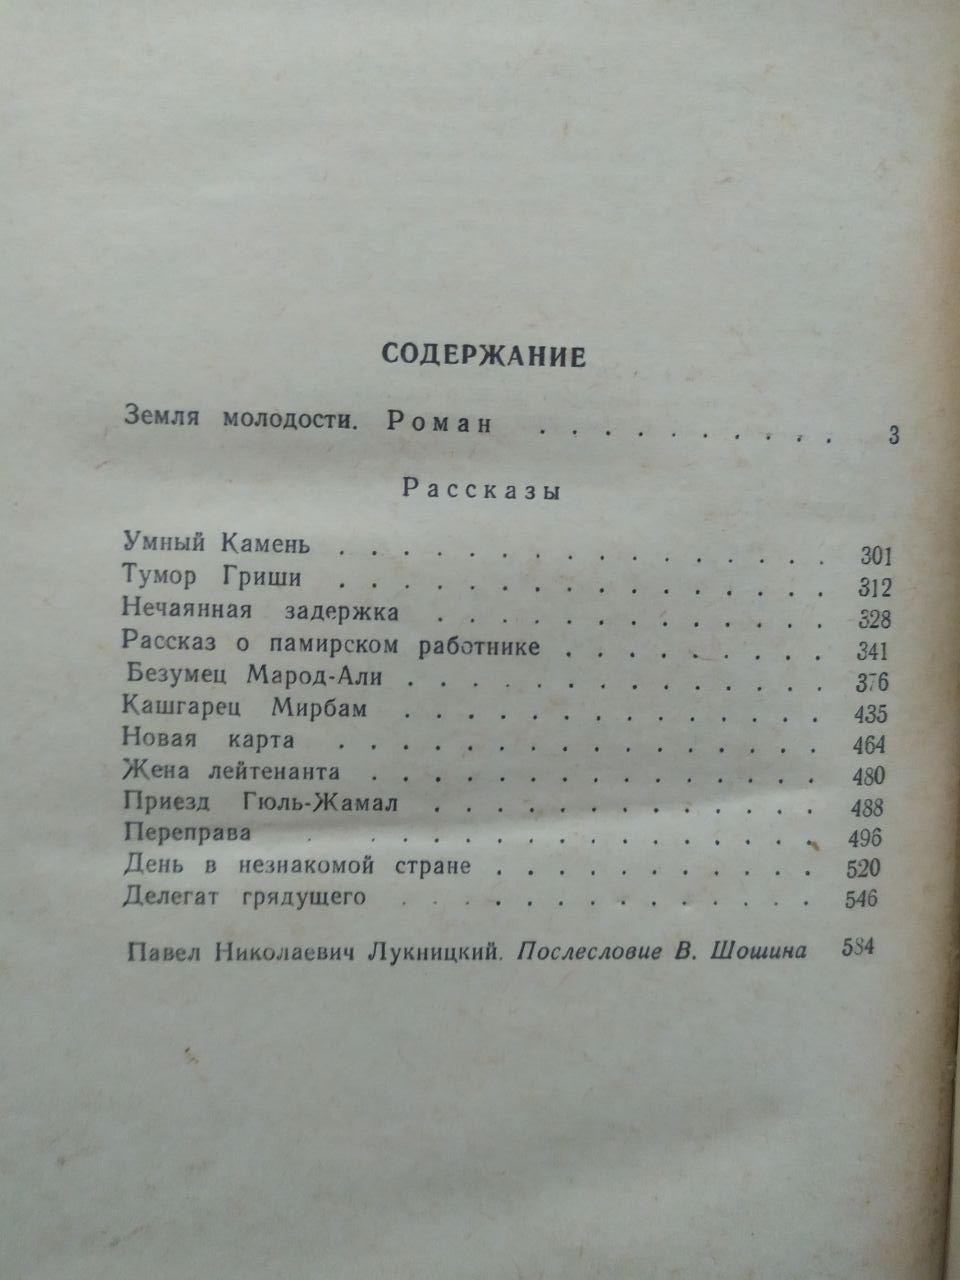 СОДЕРЖАНИЕ
Земля молодости. Роман . . . . . . . . . . 3
Рассказы
Умный Камень . . . . . . . . . . . . . . . . 301
Тумор Гриши . . . . . . . . . . . . . . . . 312
Нечаянная задержка . . . . . . . . . . . . . 328
Рассказ о памирском работнике . . . . . . . . . 341
Безумец Марод-Али . . . . . . . . . . . . . . 376
Кашгарец Мирбам . . . . . . . . . . . . . . 435
Новая карта . . . . . . . . . . . . . . . . 464
Жена лейтенанта . . . . . . . . . . . . . . . 480
Приезд Гюль-Жамал . . . . . . . . . . . . . 488
Переправа . . . . . . . . . . . . . . . . 496
День в незнакомой стране . . . . . . . . . . . 520
Делегат грядущего . . . . . . . . . . . . . . 546
Павел Николаевич Лукницкий. Послесловие В. Шошина 584